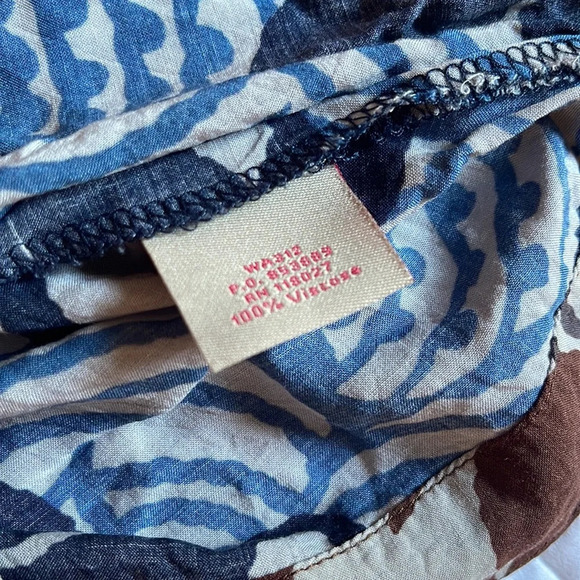 WA312
P.O. 853889
RN 118027
100% Viscose